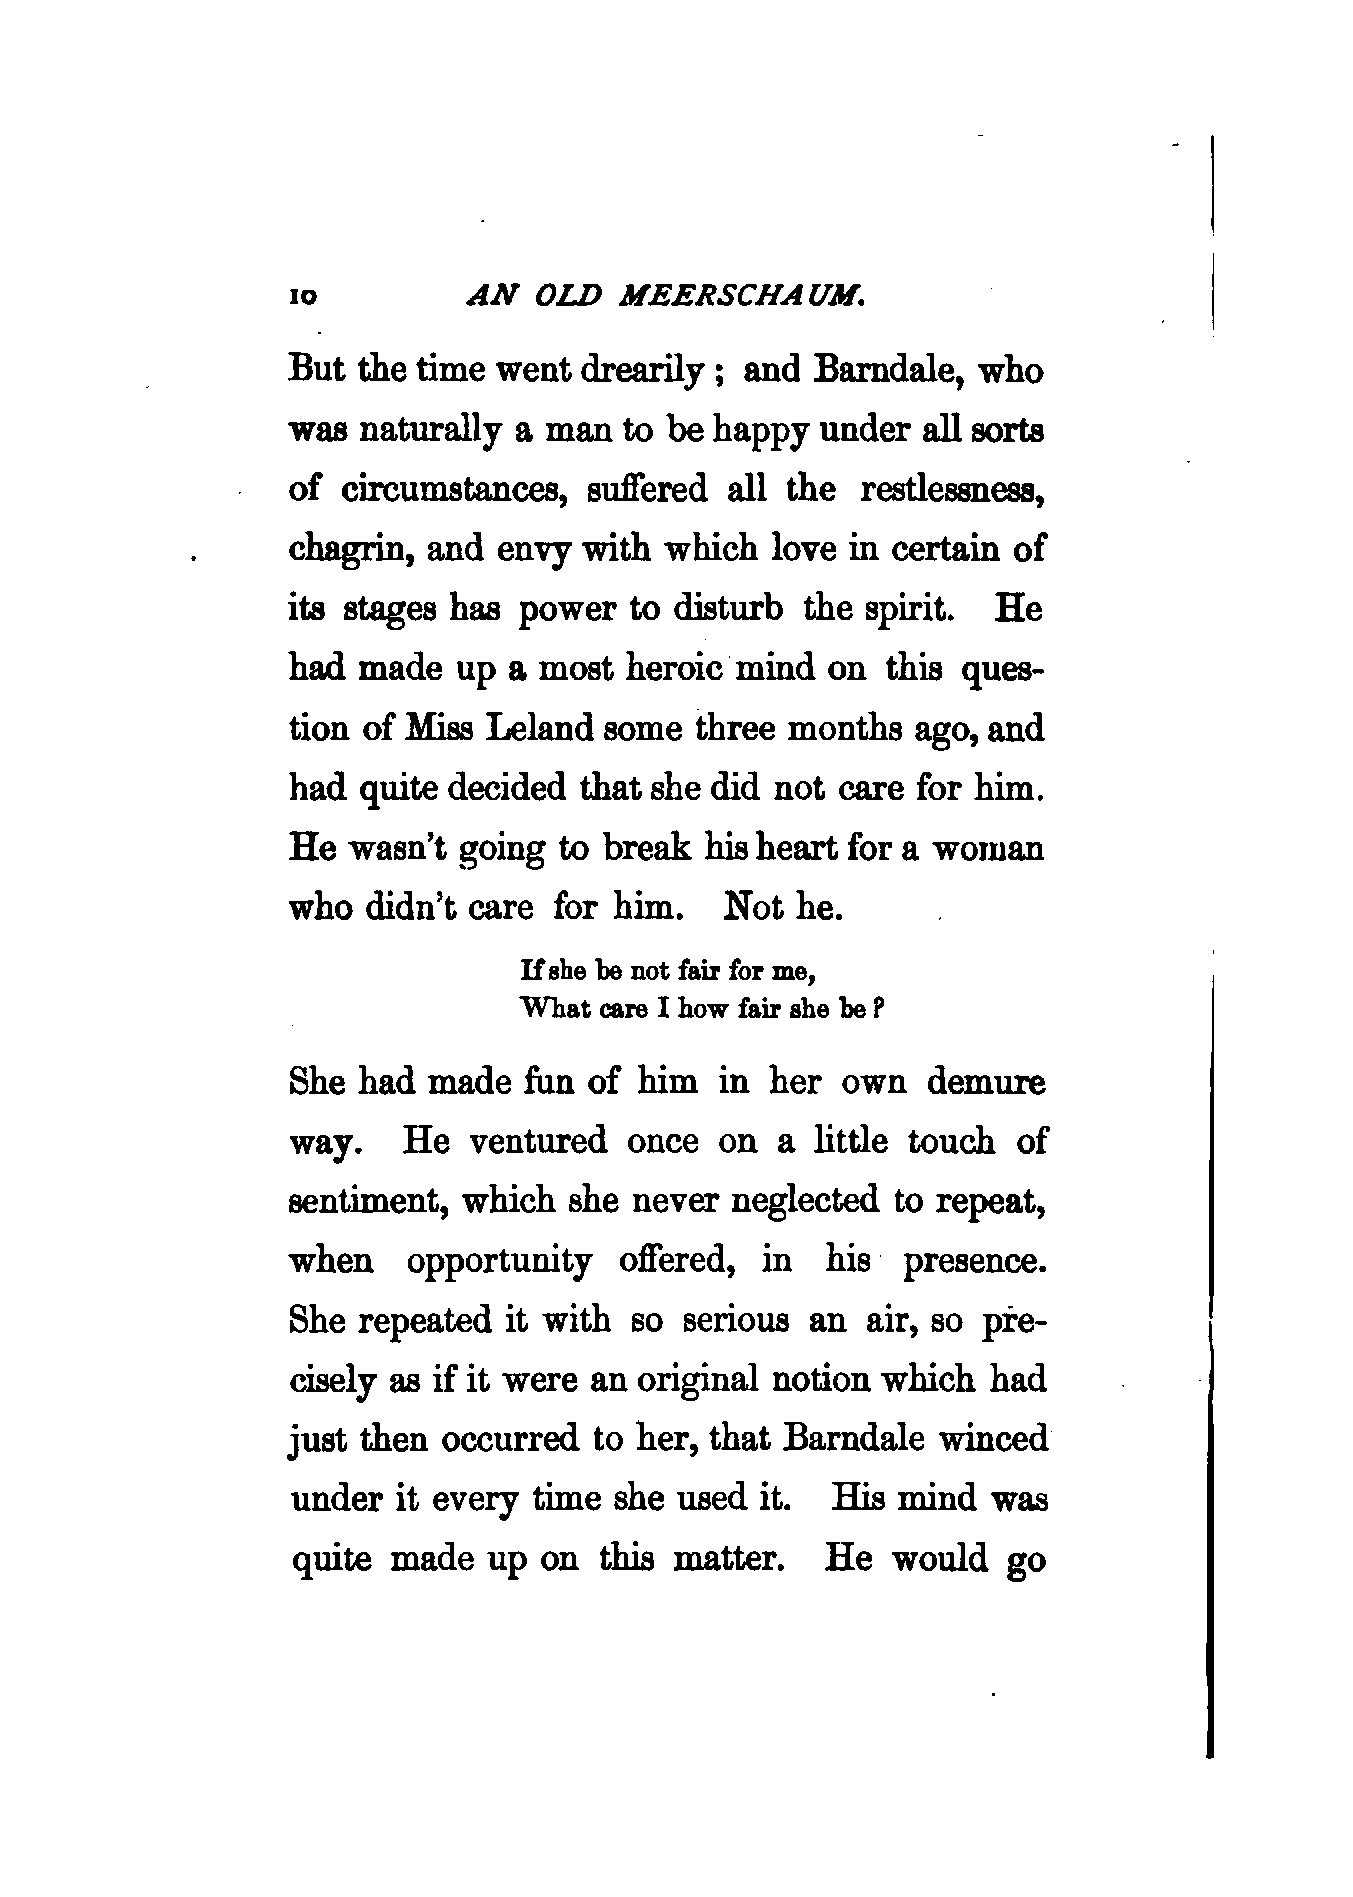 10 AN OLD MEERSCHAUM.
But the time went drearily ; and Barndale, who
was naturally a man to be happy under all sorts
of circumstances, suffered all the restlessness,
chagrin, and envy with which love in certain of
its stages has power to disturb the spirit. He
had made up a most heroic mind on this ques-
tion of Miss Leland some three months ago, and
had quite decided that she did not care for him.
He wasn't going to break his heart for a woman
who didn't care for him. Not he.
If she be not fair for me,
What care I how fair she be ?
She had made fun of him in her own demure
way. He ventured once on a little touch of
sentiment, which she never neglected to repeat,
when opportunity offered, in his presence.
She repeated it with so serious an air, so pre-
cisely as if it were an original notion which had
just then occurred to her, that Barndale winced
under it every time she used it. His mind was
quite made up on this matter. He would go